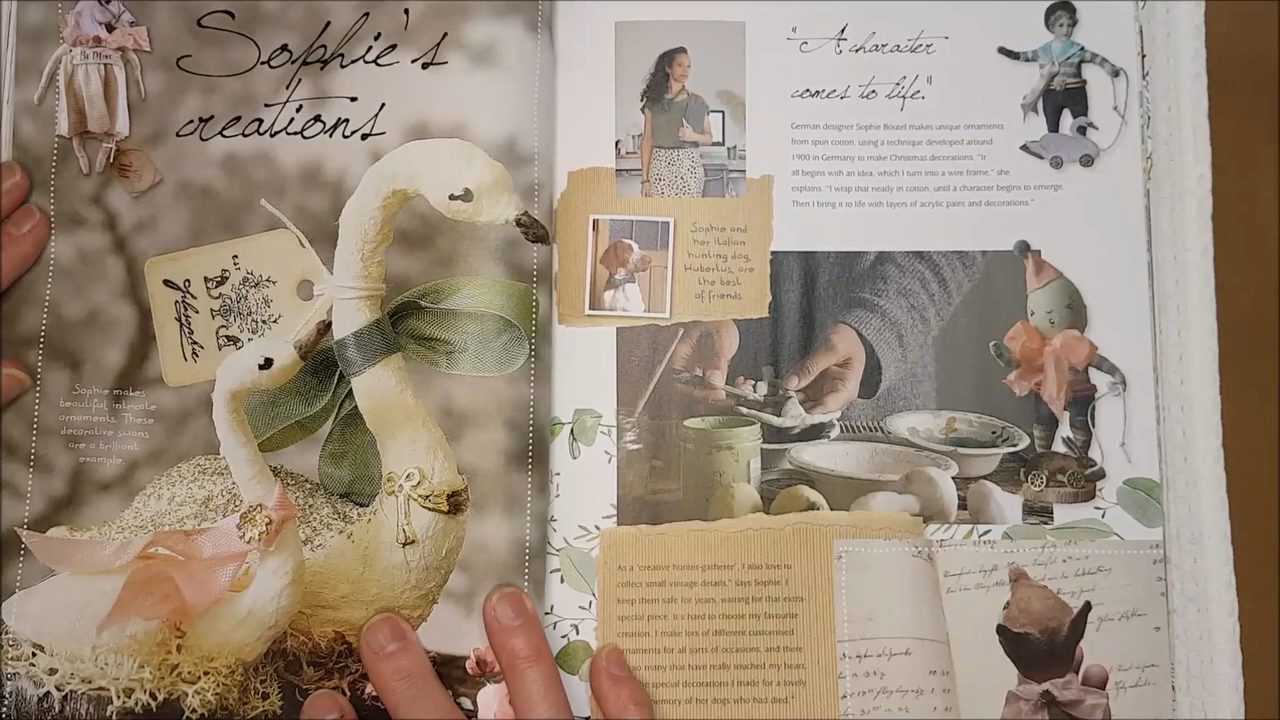 Sophie's
creations
BE MINE
Sophie makes
beautiful intricate
ornaments. These
decorative swans
are a brilliant
example.
"A character
comes to life."
German designer Sophie Boutel makes unique ornaments
from spun cotton, using a technique developed around
1900 in Germany to make Christmas decorations. "It
all begins with an idea, which I turn into a wire frame," she
explains. "I wrap that neatly in cotton, until a character begins to emerge.
Then I bring it to life with layers of acrylic paint and decorations."
Sophie and
her Italian
hunting dog,
Hubertus, are
the best
of friends.
As a 'creative hunter-gatherer', I also love to
collect small vintage details," says Sophie. I
keep them safe for years, waiting for that extra-
special piece. It's hard to choose my favourite
creation. I make lots of different customised
ornaments for all sorts of occasions, and there
so many that have really touched my heart,
special decorations I made for a lovely
memory of her dogs who had died."